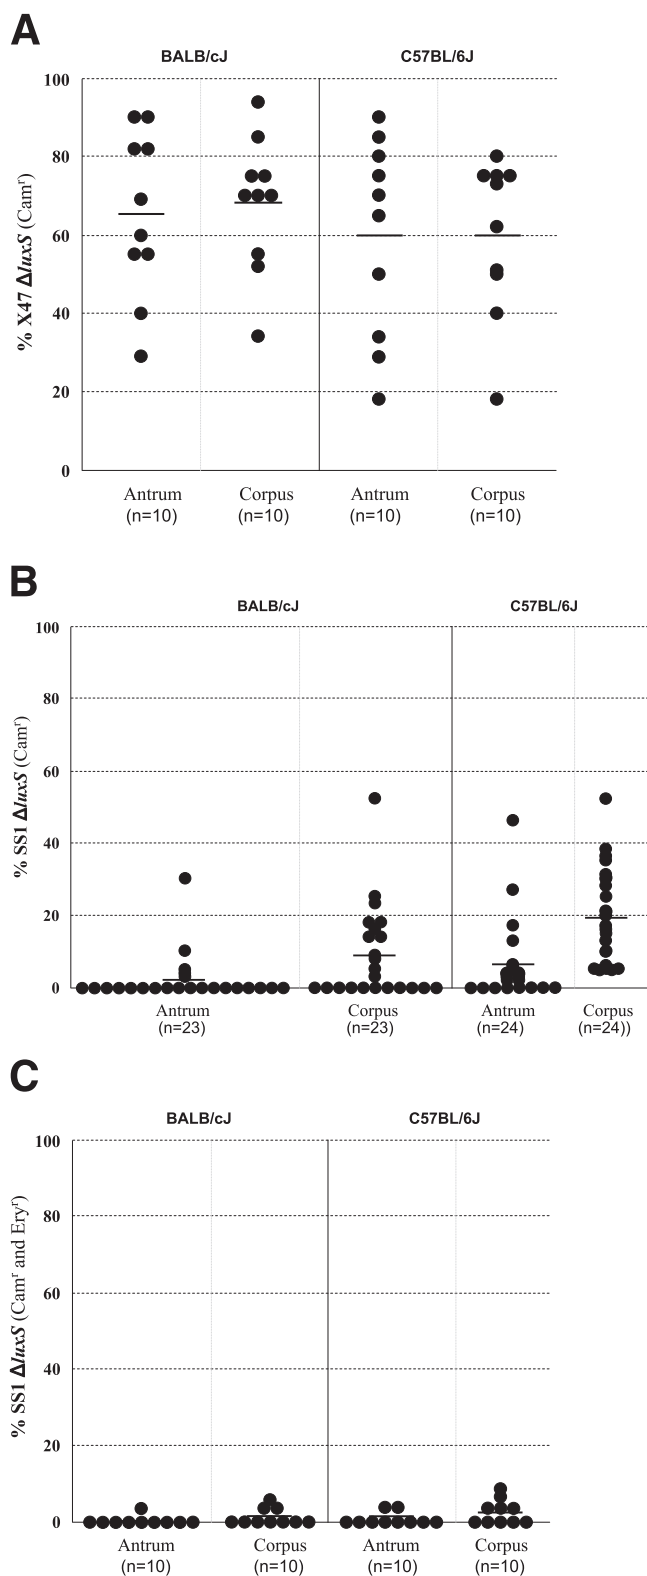 A
BALB/cJ
C57BL/6J
% X47 ΔluxS (Camʳ)
100
80
60
40
20
0
Antrum
Corpus
Antrum
Corpus
(n=10)
(n=10)
(n=10)
(n=10)
B
BALB/cJ
C57BL/6J
% SS1 ΔluxS (Camʳ)
100
80
60
40
20
0
Antrum
Corpus
Antrum
Corpus
(n=23)
(n=23)
(n=24)
(n=24))
C
BALB/cJ
C57BL/6J
% SS1 ΔluxS (Camʳ and Eryʳ)
100
80
60
40
20
0
Antrum
Corpus
Antrum
Corpus
(n=10)
(n=10)
(n=10)
(n=10)